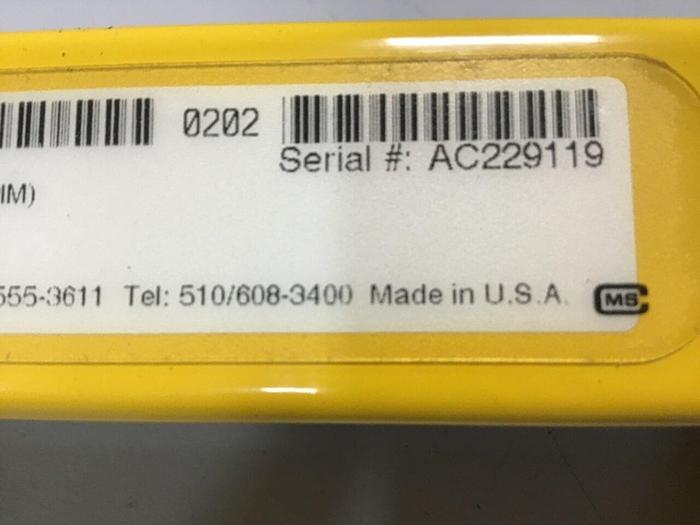 0202
Serial #: AC229119
IM)
555-3611 Tel: 510/608-3400 Made in U.S.A. MS